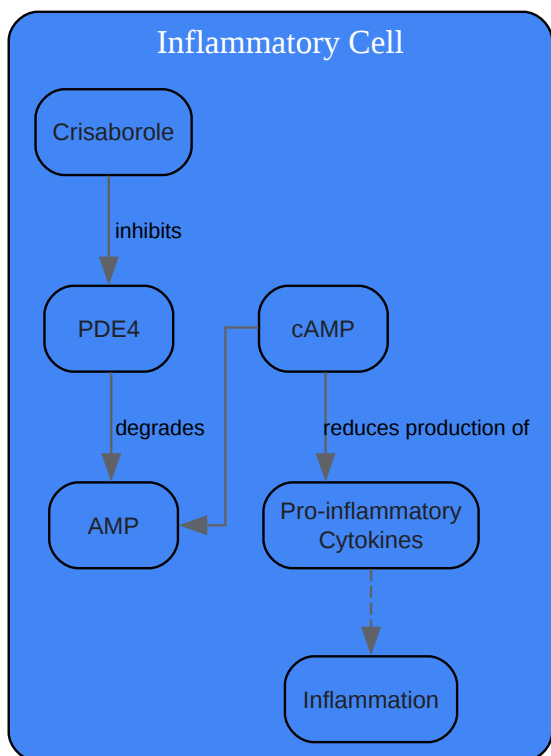 Inflammatory Cell
Crisaborole
inhibits
PDE4
cAMP
degrades
reduces production of
AMP
Pro-inflammatory
Cytokines
Inflammation